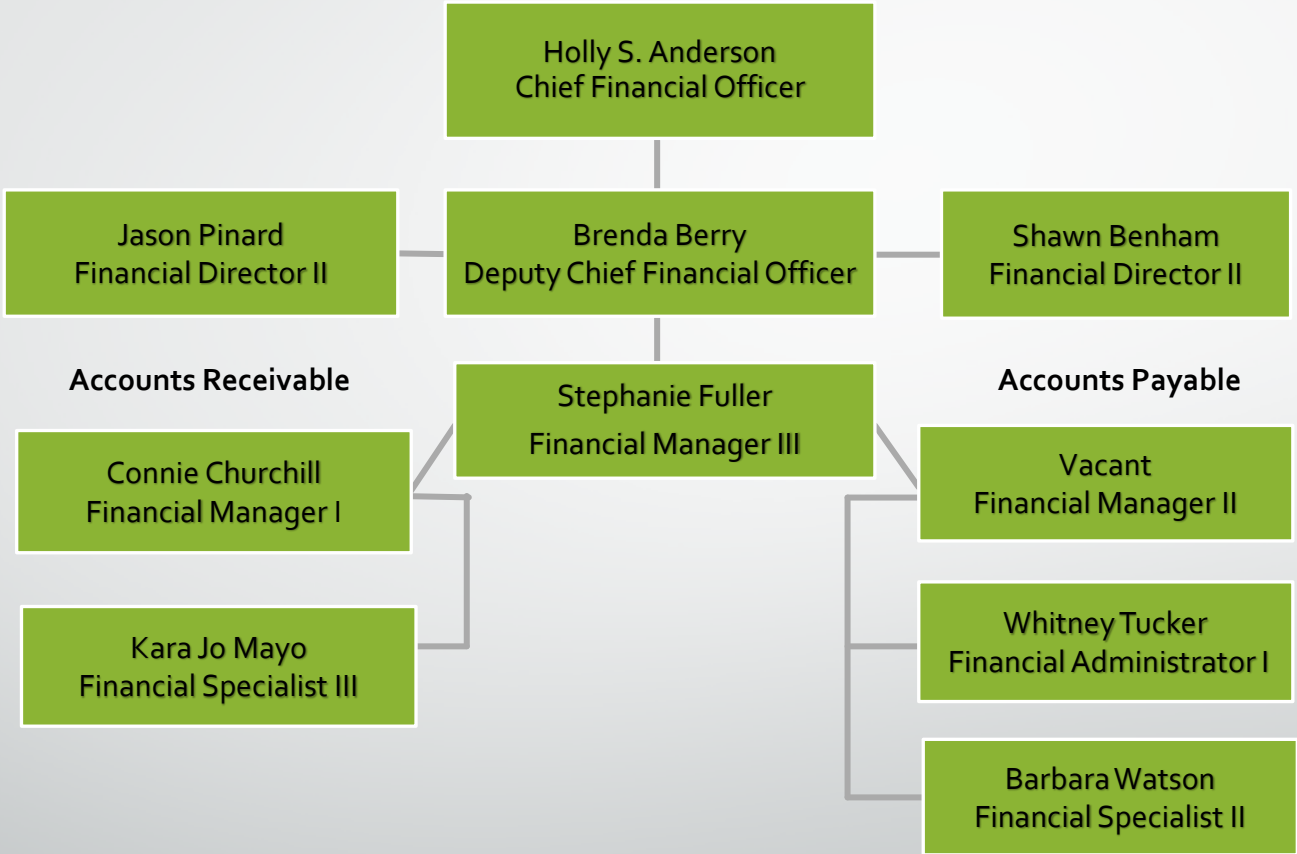 Holly S. Anderson
Chief Financial Officer
Jason Pinard
Financial Director II
Brenda Berry
Deputy Chief Financial Officer
Shawn Benham
Financial Director II
Accounts Receivable
Stephanie Fuller
Financial Manager III
Accounts Payable
Connie Churchill
Financial Manager I
Vacant
Financial Manager II
Kara Jo Mayo
Financial Specialist III
Whitney Tucker
Financial Administrator I
Barbara Watson
Financial Specialist II